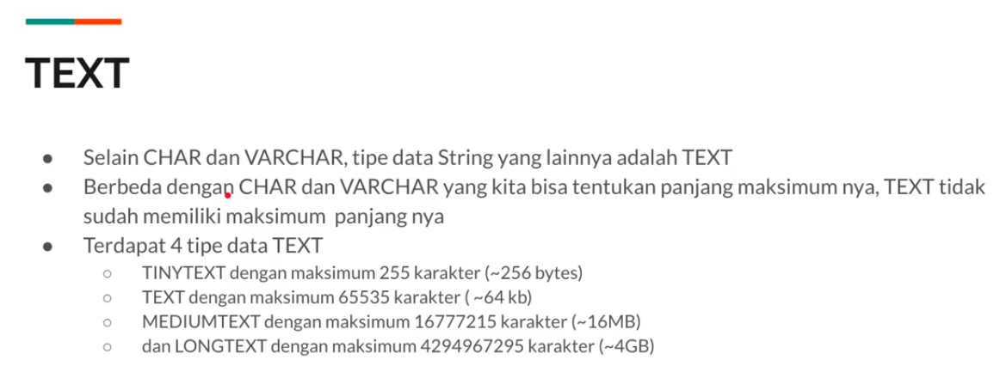 TEXT
● Selain CHAR dan VARCHAR, tipe data String yang lainnya adalah TEXT
● Berbeda dengan CHAR dan VARCHAR yang kita bisa tentukan panjang maksimum nya, TEXT tidak
sudah memiliki maksimum  panjang nya
● Terdapat 4 tipe data TEXT
○ TINYTEXT dengan maksimum 255 karakter (~256 bytes)
○ TEXT dengan maksimum 65535 karakter ( ~64 kb)
○ MEDIUMTEXT dengan maksimum 16777215 karakter (~16MB)
○ dan LONGTEXT dengan maksimum 4294967295 karakter (~4GB)